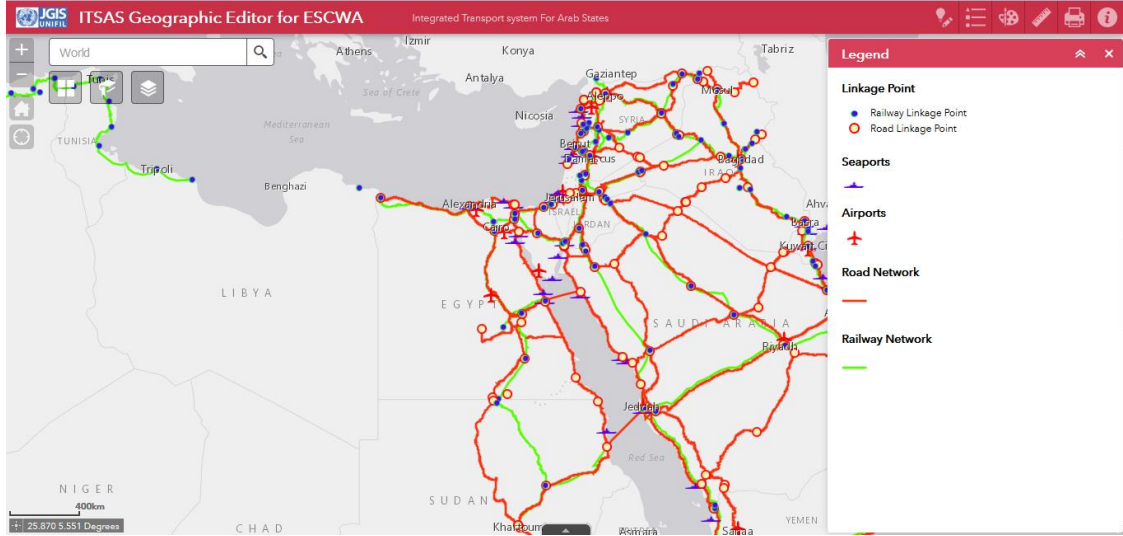 JGIS
UNIFIL
ITSAS Geographic Editor for ESCWA
Integrated Transport system For Arab States
World
Legend
Linkage Point
Railway Linkage Point
Road Linkage Point
Seaports
Airports
Road Network
Railway Network
Athens
Izmir
Konya
Tabriz
Antalya
Gaziantep
Sea of Crete
Aleppo
Mosul
Tunis
Nicosia
SYRIA
Mediterranean
Sea
TUNISIA
Beirut
Damascus
Baghdad
Tripoli
IRAQ
Benghazi
Jerusalem
Alexandria
ISRAEL
JORDAN
Cairo
Basra
LIBYA
EGYPT
SAUDI ARABIA
Riyadh
Jeddah
Red Sea
NIGER
400km
SUDAN
25.870 5.551 Degrees
CHAD
Khartoum
Asmara
Sanaa
YEMEN